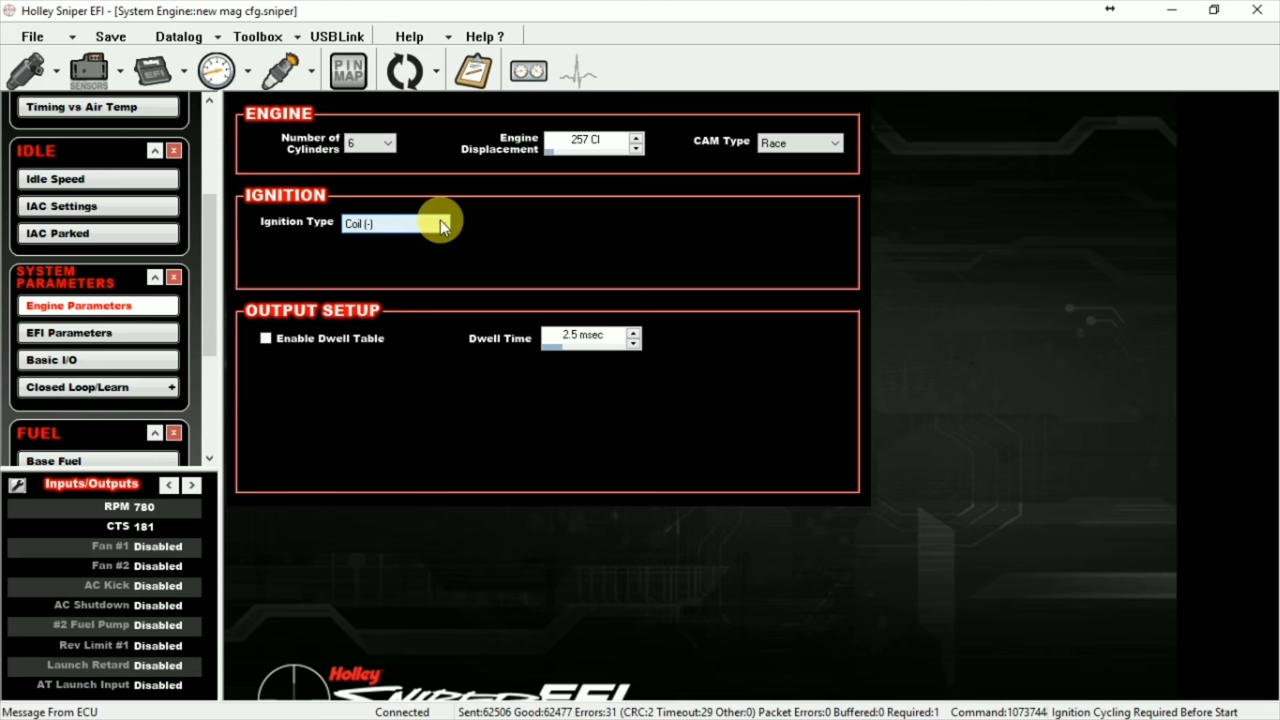 Holley Sniper EFI - [System Engine::new mag cfg.sniper]
File Save Datalog Toolbox USBLink Help Help ?
SENSORS
EFI
PIN
MAP
Timing vs Air Temp
IDLE
Idle Speed
IAC Settings
IAC Parked
SYSTEM
PARAMETERS
Engine Parameters
EFI Parameters
Basic I/O
Closed Loop/Learn +
FUEL
Base Fuel
Inputs/Outputs
RPM 780
CTS 181
Fan #1 Disabled
Fan #2 Disabled
AC Kick Disabled
AC Shutdown Disabled
#2 Fuel Pump Disabled
Rev Limit #1 Disabled
Launch Retard Disabled
AT Launch Input Disabled
ENGINE
Number of
Cylinders 6
Engine
Displacement 257 CI
CAM Type Race
IGNITION
Ignition Type Coil (-)
OUTPUT SETUP
Enable Dwell Table Dwell Time 2.5 msec
Holley
SNIPER EFI
Message From ECU Connected Sent:62506 Good:62477 Errors:31 (CRC:2 Timeout:29 Other:0) Packet Errors:0 Buffered:0 Required:1 Command:1073744 Ignition Cycling Required Before Start